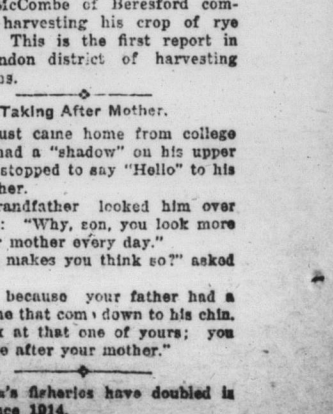 McCombe of Beresford com-
harvesting his crop of rye
This is the first report in
ndon district of harvesting
ns.
Taking After Mother.
ust came home from college
had a "shadow" on his upper
stopped to say "Hello" to his
her.
randfather looked him over
: "Why, son, you look more
r mother every day."
makes you think so?" asked
because your father had a
ne that com down to his chin.
k at that one of yours; you
e after your mother."
a's fisheries have doubled in
nce 1914.